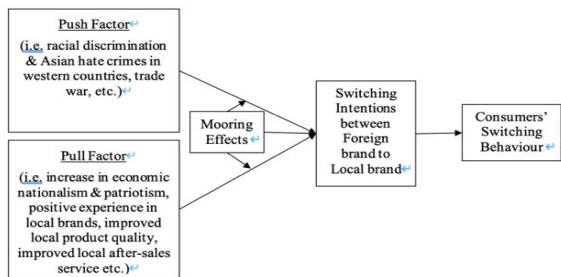 Push Factor↵
(i.e. racial discrimination
& Asian hate crimes in
western countries, trade
war, etc.)↵
Mooring
Effects↵
Pull Factor↵
(i.e. increase in economic
nationalism & patriotism,
positive experience in
local brands, improved
local product quality,
improved local after-sales
service etc.)↵
Switching
Intentions
between
Foreign
brand to
Local brand↵
Consumers'
Switching
Behaviour↵